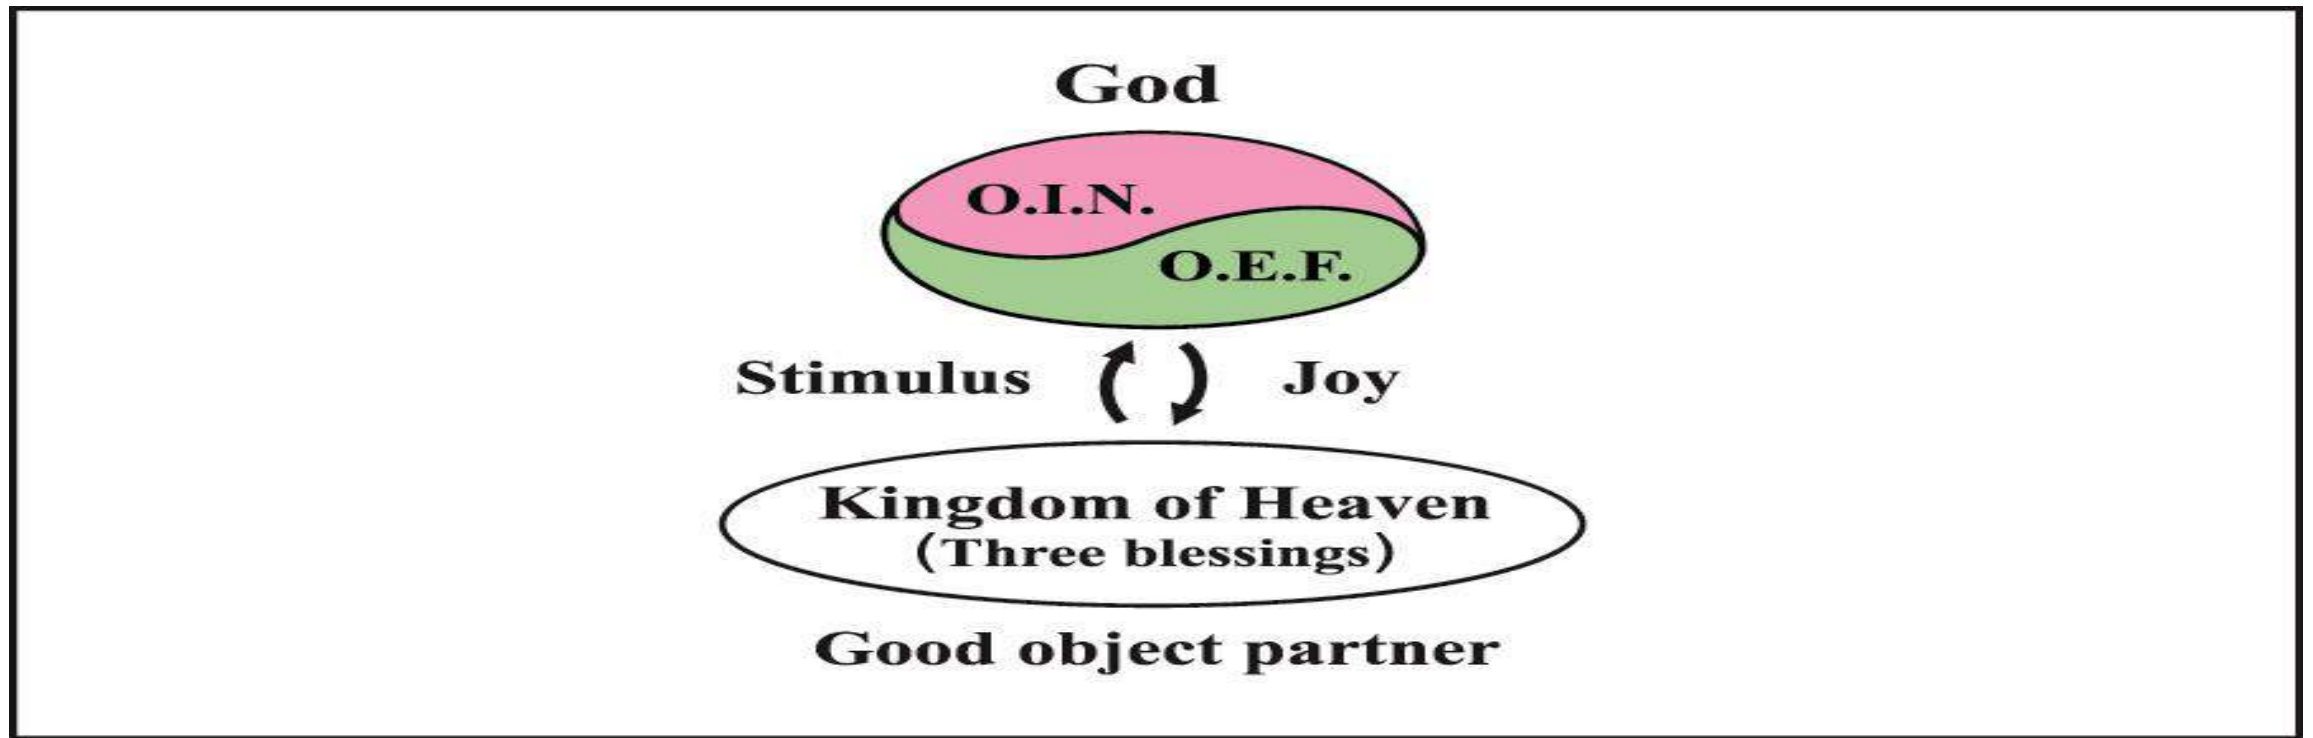 God
O.I.N.
O.E.F.
Stimulus Joy
Kingdom of Heaven
(Three blessings)
Good object partner